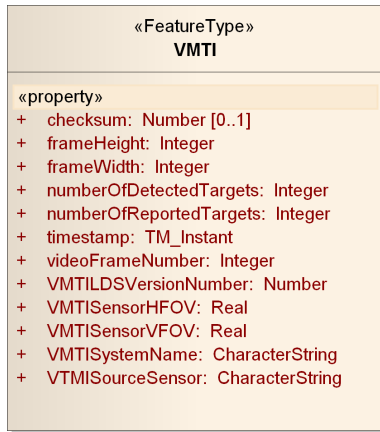 «FeatureType»
VMTI
«property»
+ checksum: Number [0..1]
+ frameHeight: Integer
+ frameWidth: Integer
+ numberOfDetectedTargets: Integer
+ numberOfReportedTargets: Integer
+ timestamp: TM_Instant
+ videoFrameNumber: Integer
+ VMTILDSVersionNumber: Number
+ VMTISensorHFOV: Real
+ VMTISensorVFOV: Real
+ VMTISystemName: CharacterString
+ VTMISourceSensor: CharacterString